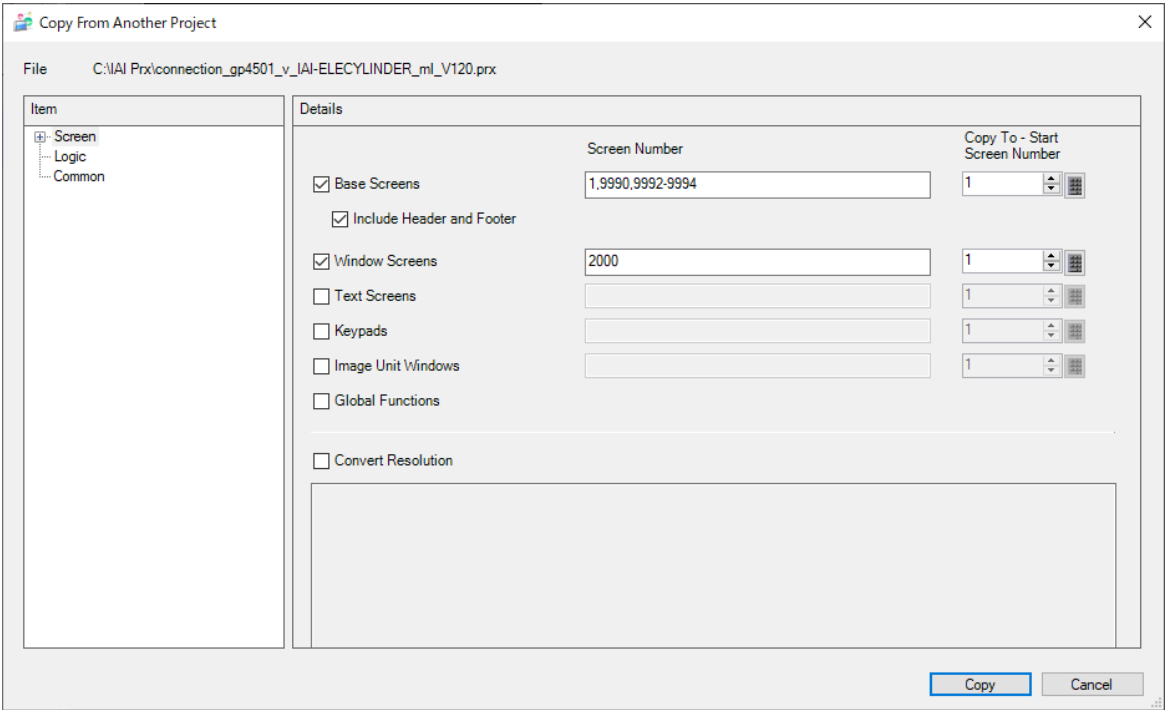 Copy From Another Project
File C:\IAI Prx\connection_gp4501_v_IAI-ELECYLINDER_ml_V120.prx
Item
Screen
Logic
Common
Details
Screen Number
Copy To - Start
Screen Number
Base Screens 1,9990,9992-9994 1
Include Header and Footer
Window Screens 2000 1
Text Screens 1
Keypads 1
Image Unit Windows 1
Global Functions
Convert Resolution
Copy Cancel